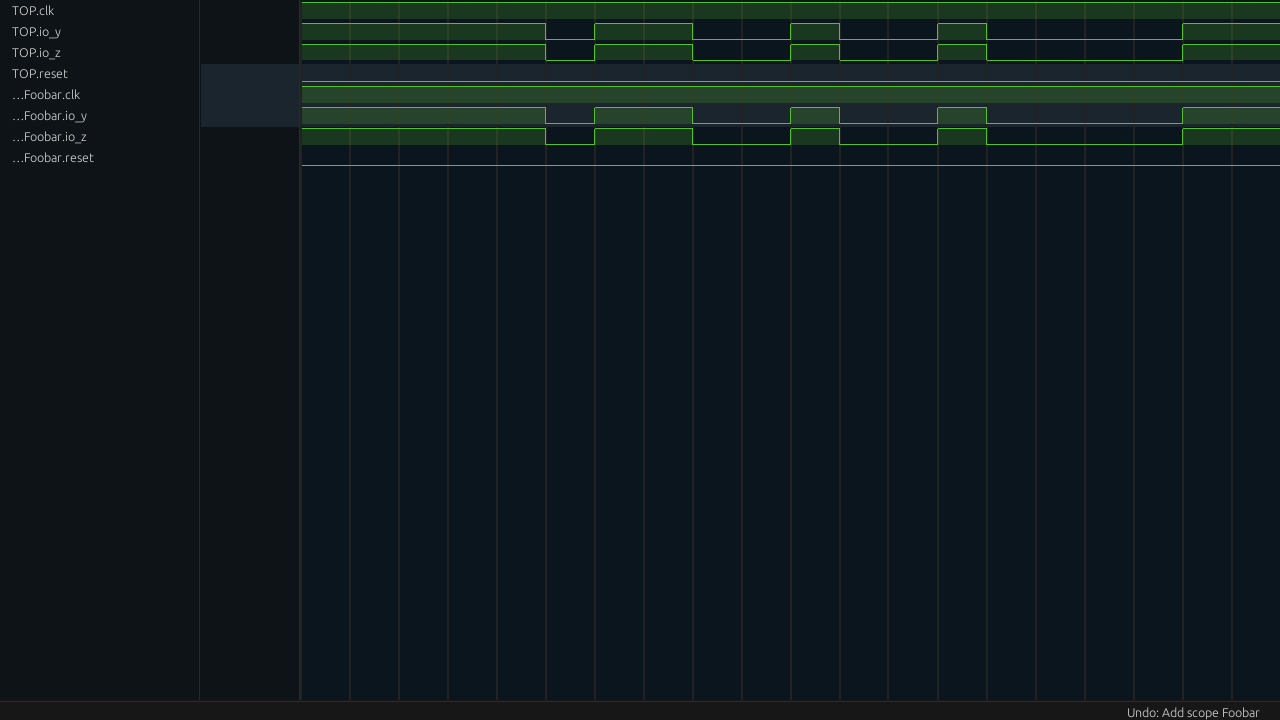 TOP.clk
TOP.io_y
TOP.io_z
TOP.reset
…Foobar.clk
…Foobar.io_y
…Foobar.io_z
…Foobar.reset
Undo: Add scope Foobar